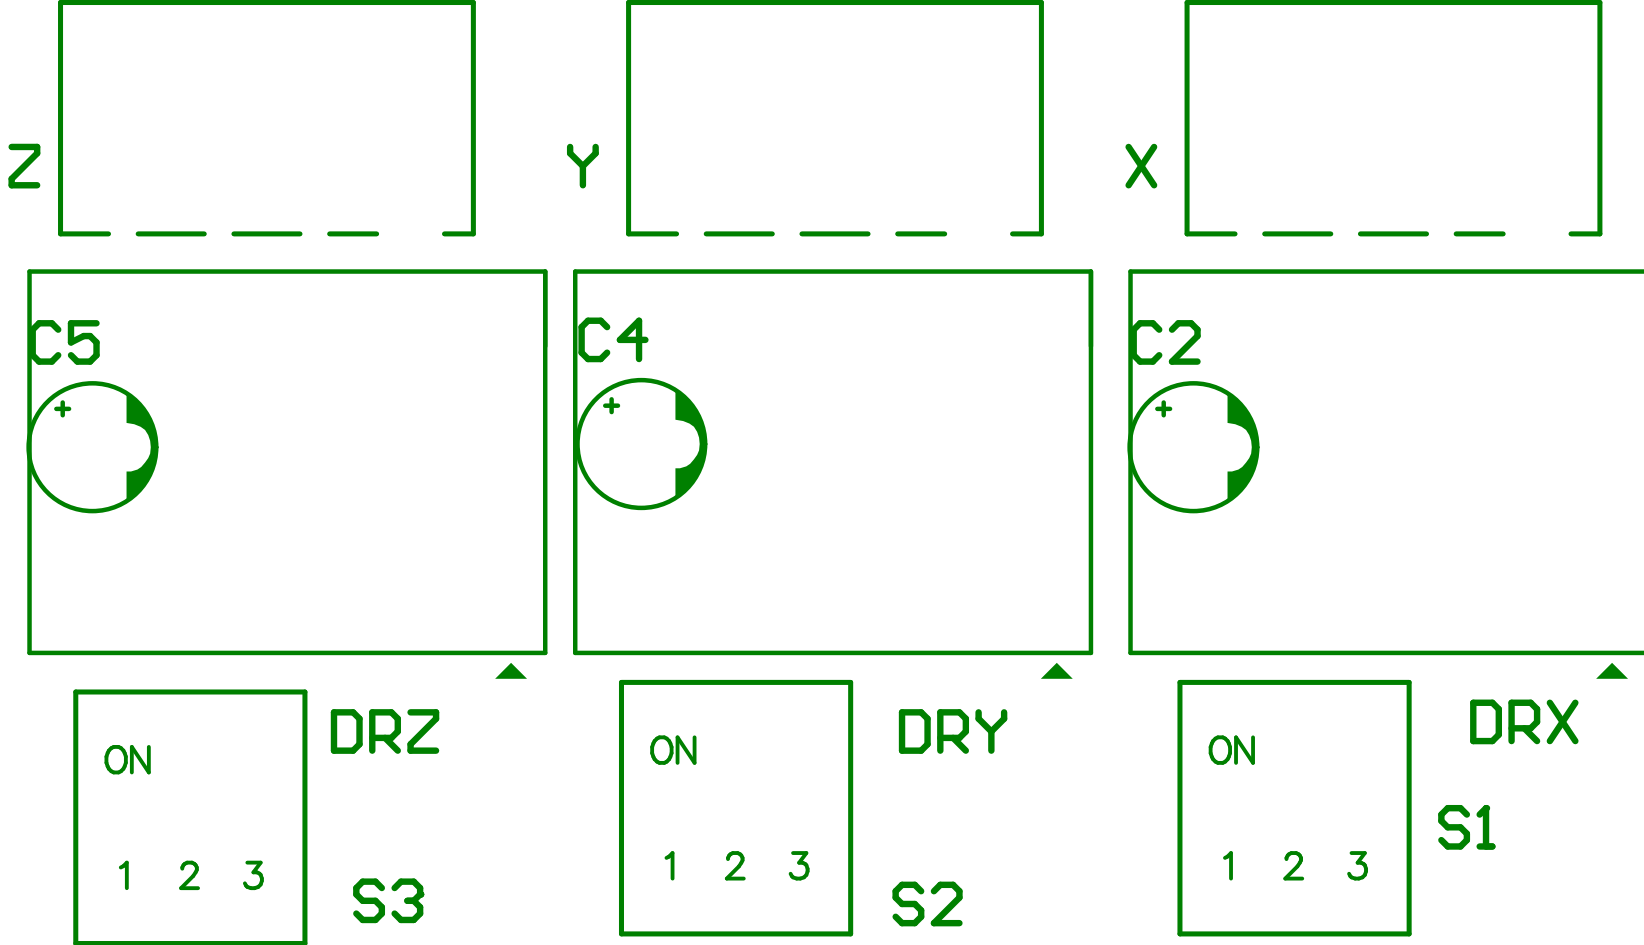 Z Y X
C5 C4 C2
+ + +
DRZ DRY DRX
ON ON ON
S1
1 2 3 1 2 3 1 2 3
S3 S2